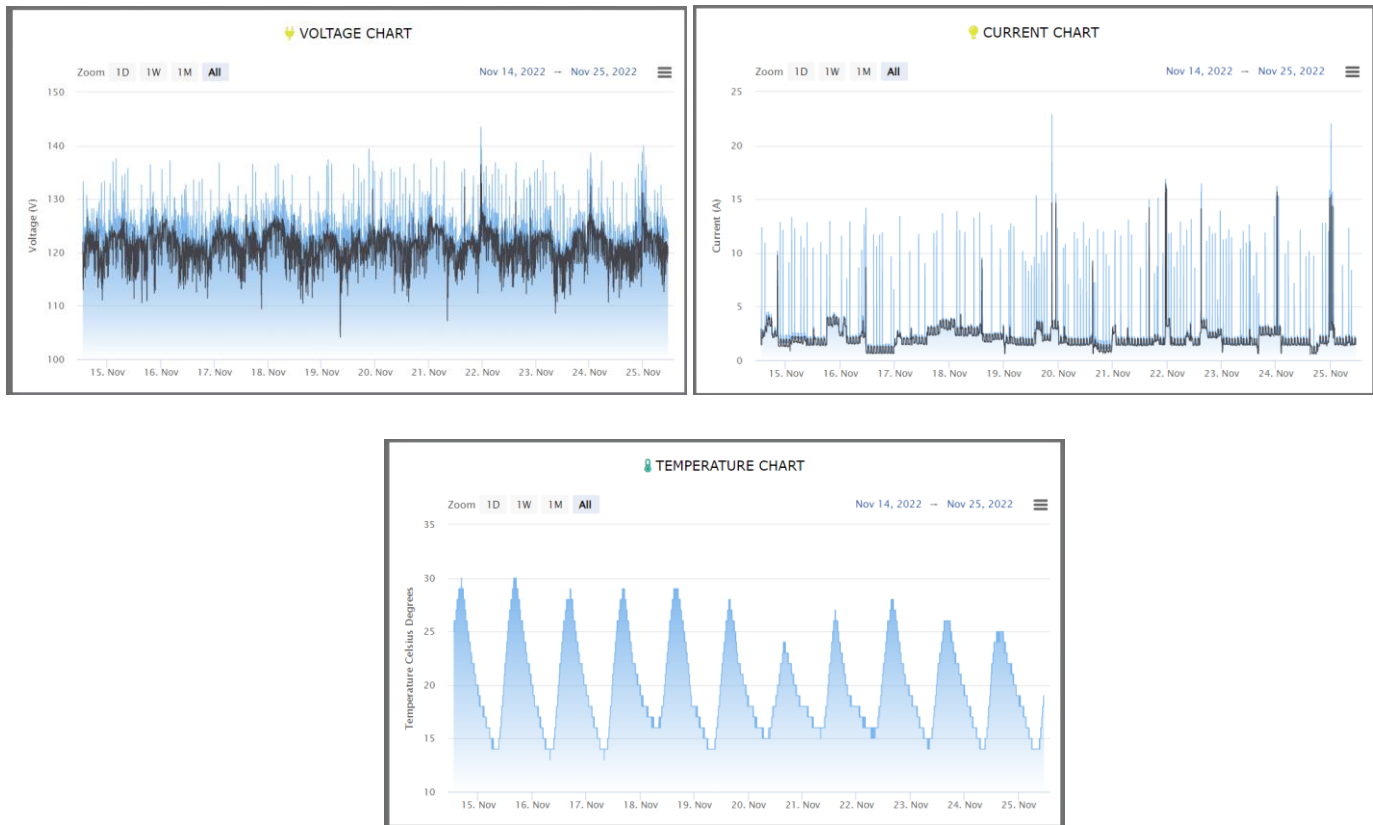 VOLTAGE CHART
Zoom 1D 1W 1M All
Nov 14, 2022 → Nov 25, 2022
Voltage (V)
150
140
130
120
110
100
15. Nov 16. Nov 17. Nov 18. Nov 19. Nov 20. Nov 21. Nov 22. Nov 23. Nov 24. Nov 25. Nov
CURRENT CHART
Zoom 1D 1W 1M All
Nov 14, 2022 → Nov 25, 2022
Current (A)
25
20
15
10
5
0
15. Nov 16. Nov 17. Nov 18. Nov 19. Nov 20. Nov 21. Nov 22. Nov 23. Nov 24. Nov 25. Nov
TEMPERATURE CHART
Zoom 1D 1W 1M All
Nov 14, 2022 → Nov 25, 2022
Temperature Celsius Degrees
35
30
25
20
15
10
15. Nov 16. Nov 17. Nov 18. Nov 19. Nov 20. Nov 21. Nov 22. Nov 23. Nov 24. Nov 25. Nov